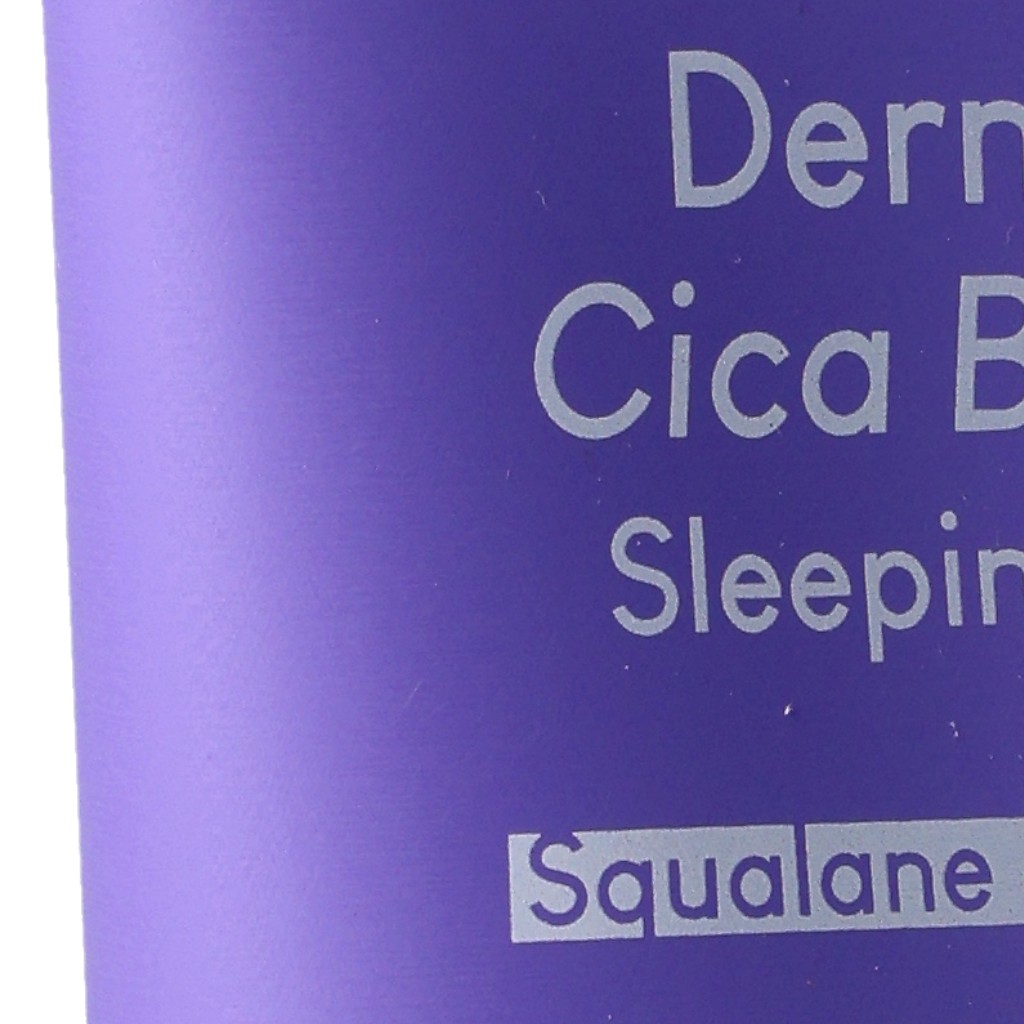 Derm
Cica B
Sleepin
Squalane